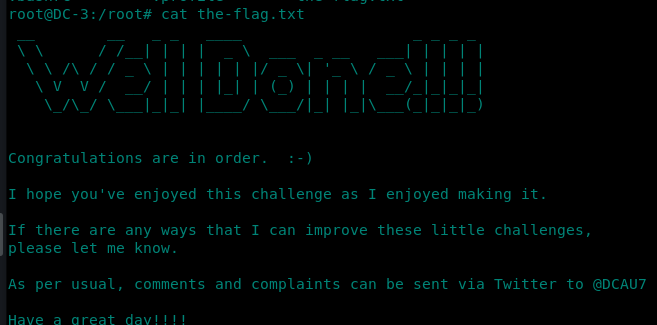 root@DC-3:/root# cat the-flag.txt
Well Done!!!!
Congratulations are in order.  :-)
I hope you've enjoyed this challenge as I enjoyed making it.
If there are any ways that I can improve these little challenges,
please let me know.
As per usual, comments and complaints can be sent via Twitter to @DCAU7
Have a great day!!!!